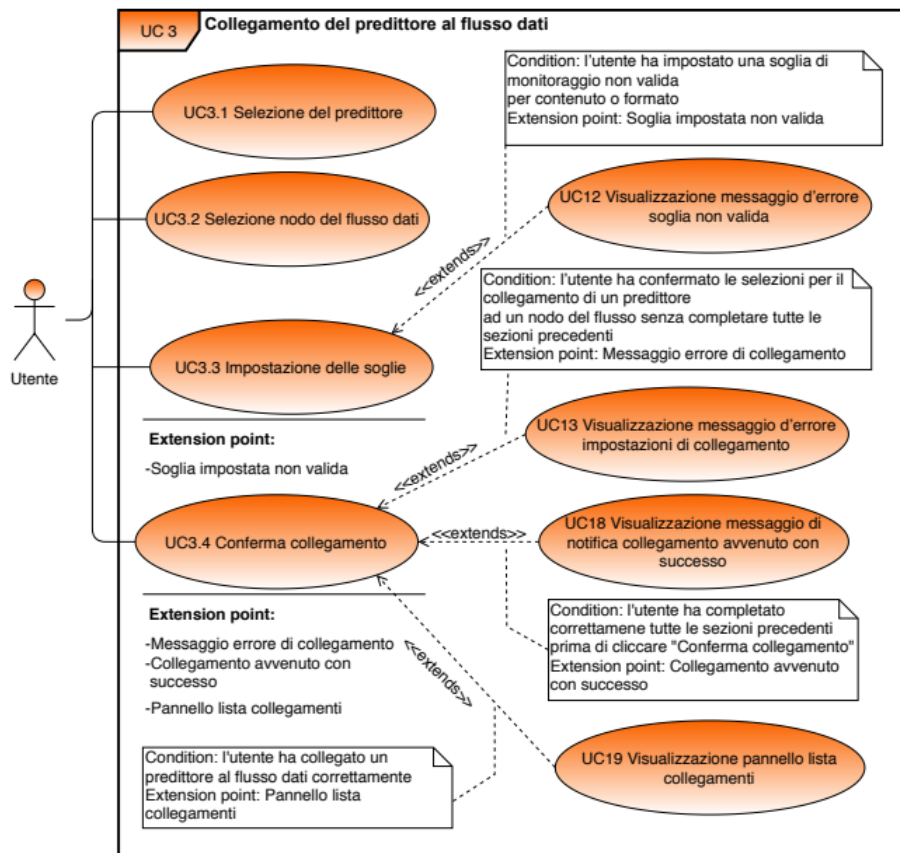 UC 3
Collegamento del predittore al flusso dati
Condition: l'utente ha impostato una soglia di
monitoraggio non valida
per contenuto o formato
Extension point: Soglia impostata non valida
UC3.1 Selezione del predittore
UC12 Visualizzazione messaggio d'errore
soglia non valida
UC3.2 Selezione nodo del flusso dati
<<extends>>
Condition: l'utente ha confermato le selezioni per il
collegamento di un predittore
ad un nodo del flusso senza completare tutte le
sezioni precedenti
Extension point: Messaggio errore di collegamento
Utente
UC3.3 Impostazione delle soglie
Extension point:
-Soglia impostata non valida
UC13 Visualizzazione messaggio d'errore
impostazioni di collegamento
<<extends>>
UC3.4 Conferma collegamento
<<extends>>
UC18 Visualizzazione messaggio di
notifica collegamento avvenuto con
successo
Extension point:
-Messaggio errore di collegamento
-Collegamento avvenuto con
successo
-Pannello lista collegamenti
<<extends>>
Condition: l'utente ha completato
correttamene tutte le sezioni precedenti
prima di cliccare "Conferma collegamento"
Extension point: Collegamento avvenuto
con successo
Condition: l'utente ha collegato un
predittore al flusso dati correttamente
Extension point: Pannello lista
collegamenti
UC19 Visualizzazione pannello lista
collegamenti